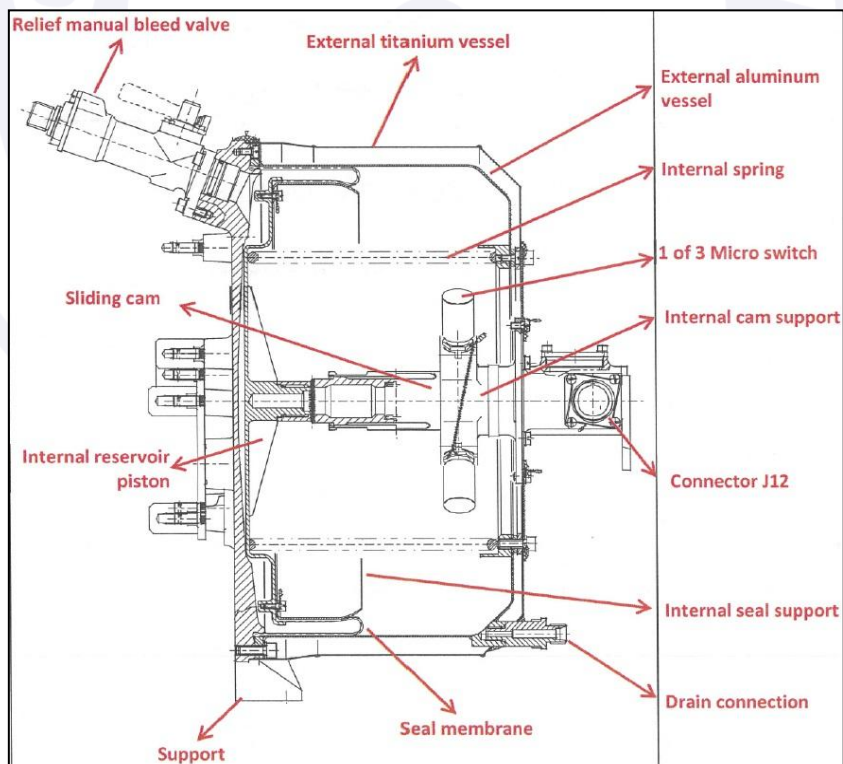 Relief manual bleed valve
External titanium vessel
External aluminum
vessel
Internal spring
1 of 3 Micro switch
Sliding cam
Internal cam support
Internal reservoir
piston
Connector J12
Internal seal support
Drain connection
Seal membrane
Support